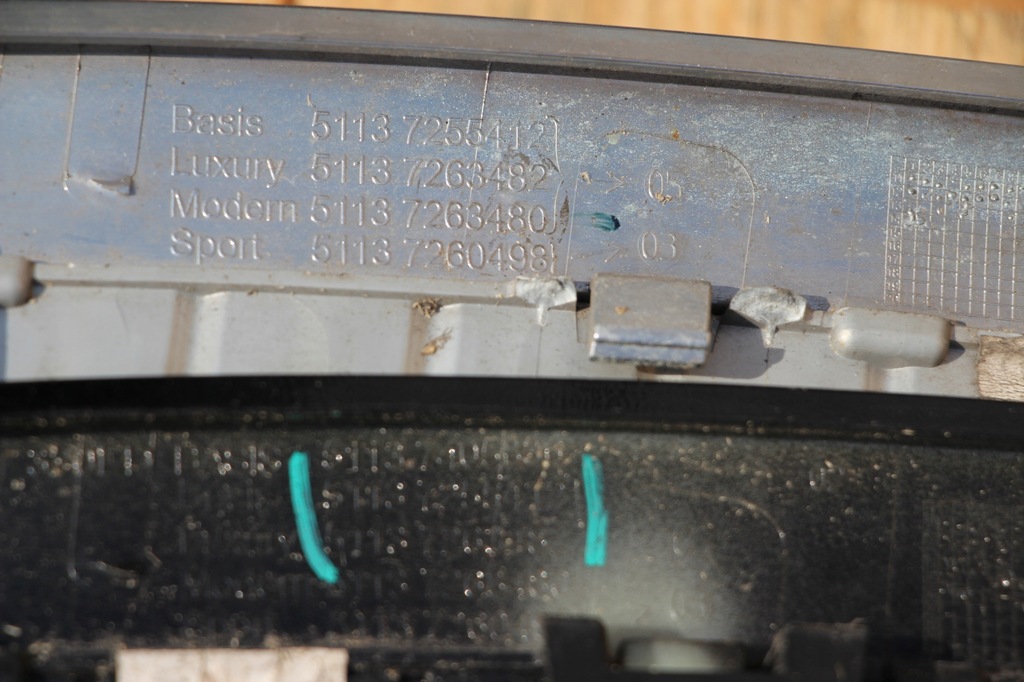 Basis 5113 7255412
Luxury 5113 7263482
Modern 5113 7263480
Sport 5113 7260498
05
03